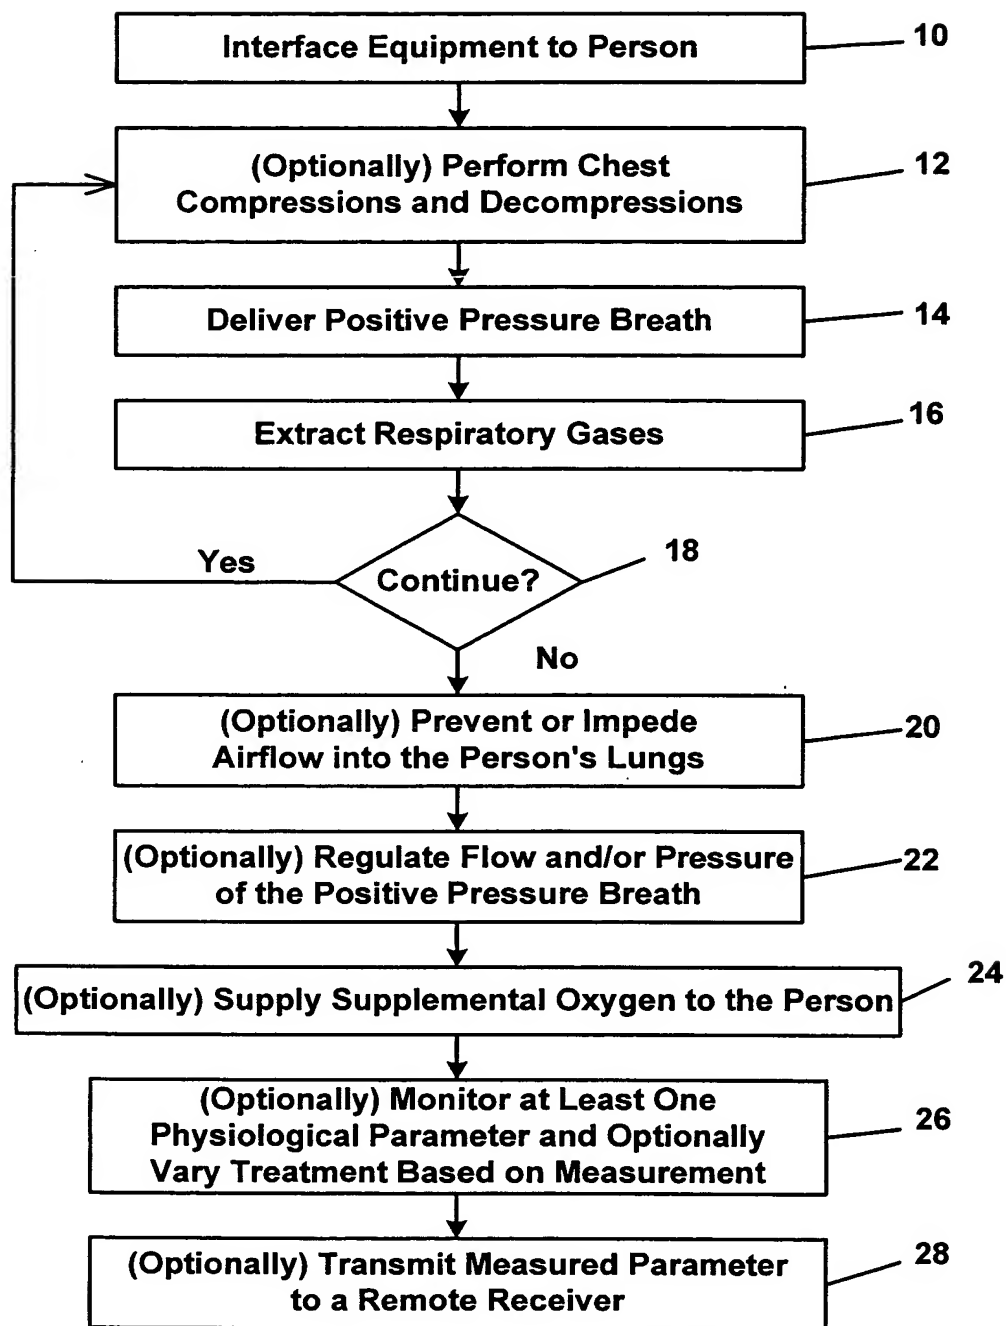 Interface Equipment to Person
10
(Optionally) Perform Chest
Compressions and Decompressions
12
Deliver Positive Pressure Breath
14
Extract Respiratory Gases
16
Continue?
18
Yes
No
(Optionally) Prevent or Impede
Airflow into the Person's Lungs
20
(Optionally) Regulate Flow and/or Pressure
of the Positive Pressure Breath
22
(Optionally) Supply Supplemental Oxygen to the Person
24
(Optionally) Monitor at Least One
Physiological Parameter and Optionally
Vary Treatment Based on Measurement
26
(Optionally) Transmit Measured Parameter
to a Remote Receiver
28